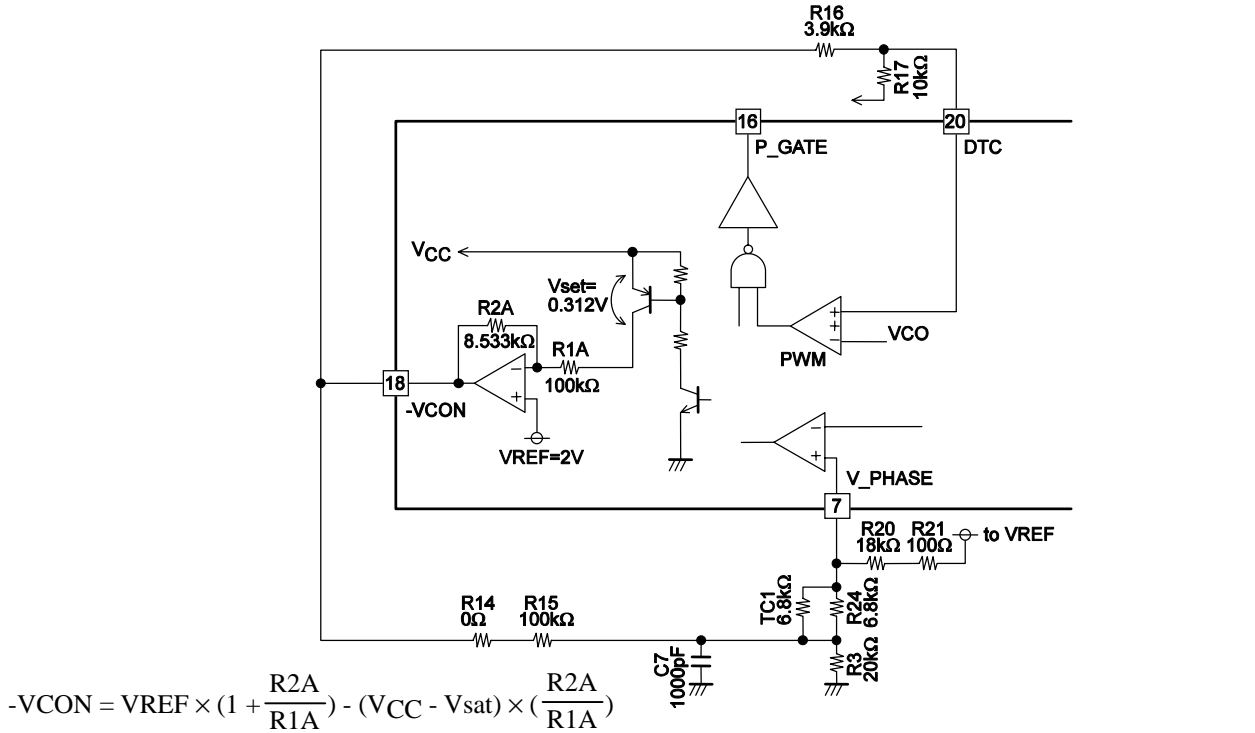 R16
3.9kΩ
R17
10kΩ
16
20
P_GATE
DTC
VCC
Vset=
0.312V
R2A
8.533kΩ
R1A
100kΩ
-
+
18
-VCON
VREF=2V
+
+
-
PWM
VCO
-
+
V_PHASE
7
R20
18kΩ
R21
100Ω
to VREF
TC1
6.8kΩ
R24
6.8kΩ
R14
0Ω
R15
100kΩ
C7
1000pF
R3
20kΩ
-VCON = VREF × (1 + R2A/R1A) - (VCC - Vsat) × (R2A/R1A)